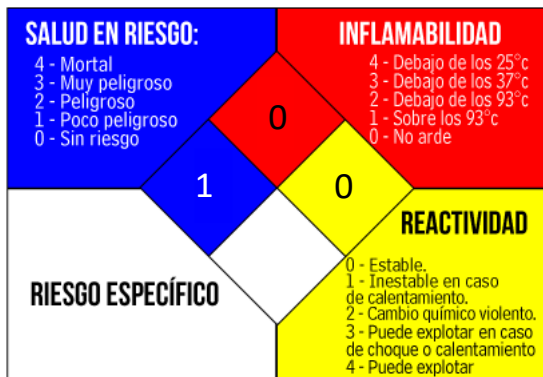 SALUD EN RIESGO:
4 - Mortal
3 - Muy peligroso
2 - Peligroso
1 - Poco peligroso
0 - Sin riesgo
INFLAMABILIDAD
4 - Debajo de los 25°c
3 - Debajo de los 37°c
2 - Debajo de los 93°c
1 - Sobre los 93°c
0 - No arde
0
1
0
RIESGO ESPECÍFICO
REACTIVIDAD
0 - Estable.
1 - Inestable en caso
de calentamiento.
2 - Cambio químico violento.
3 - Puede explotar en caso
de choque o calentamiento
4 - Puede explotar